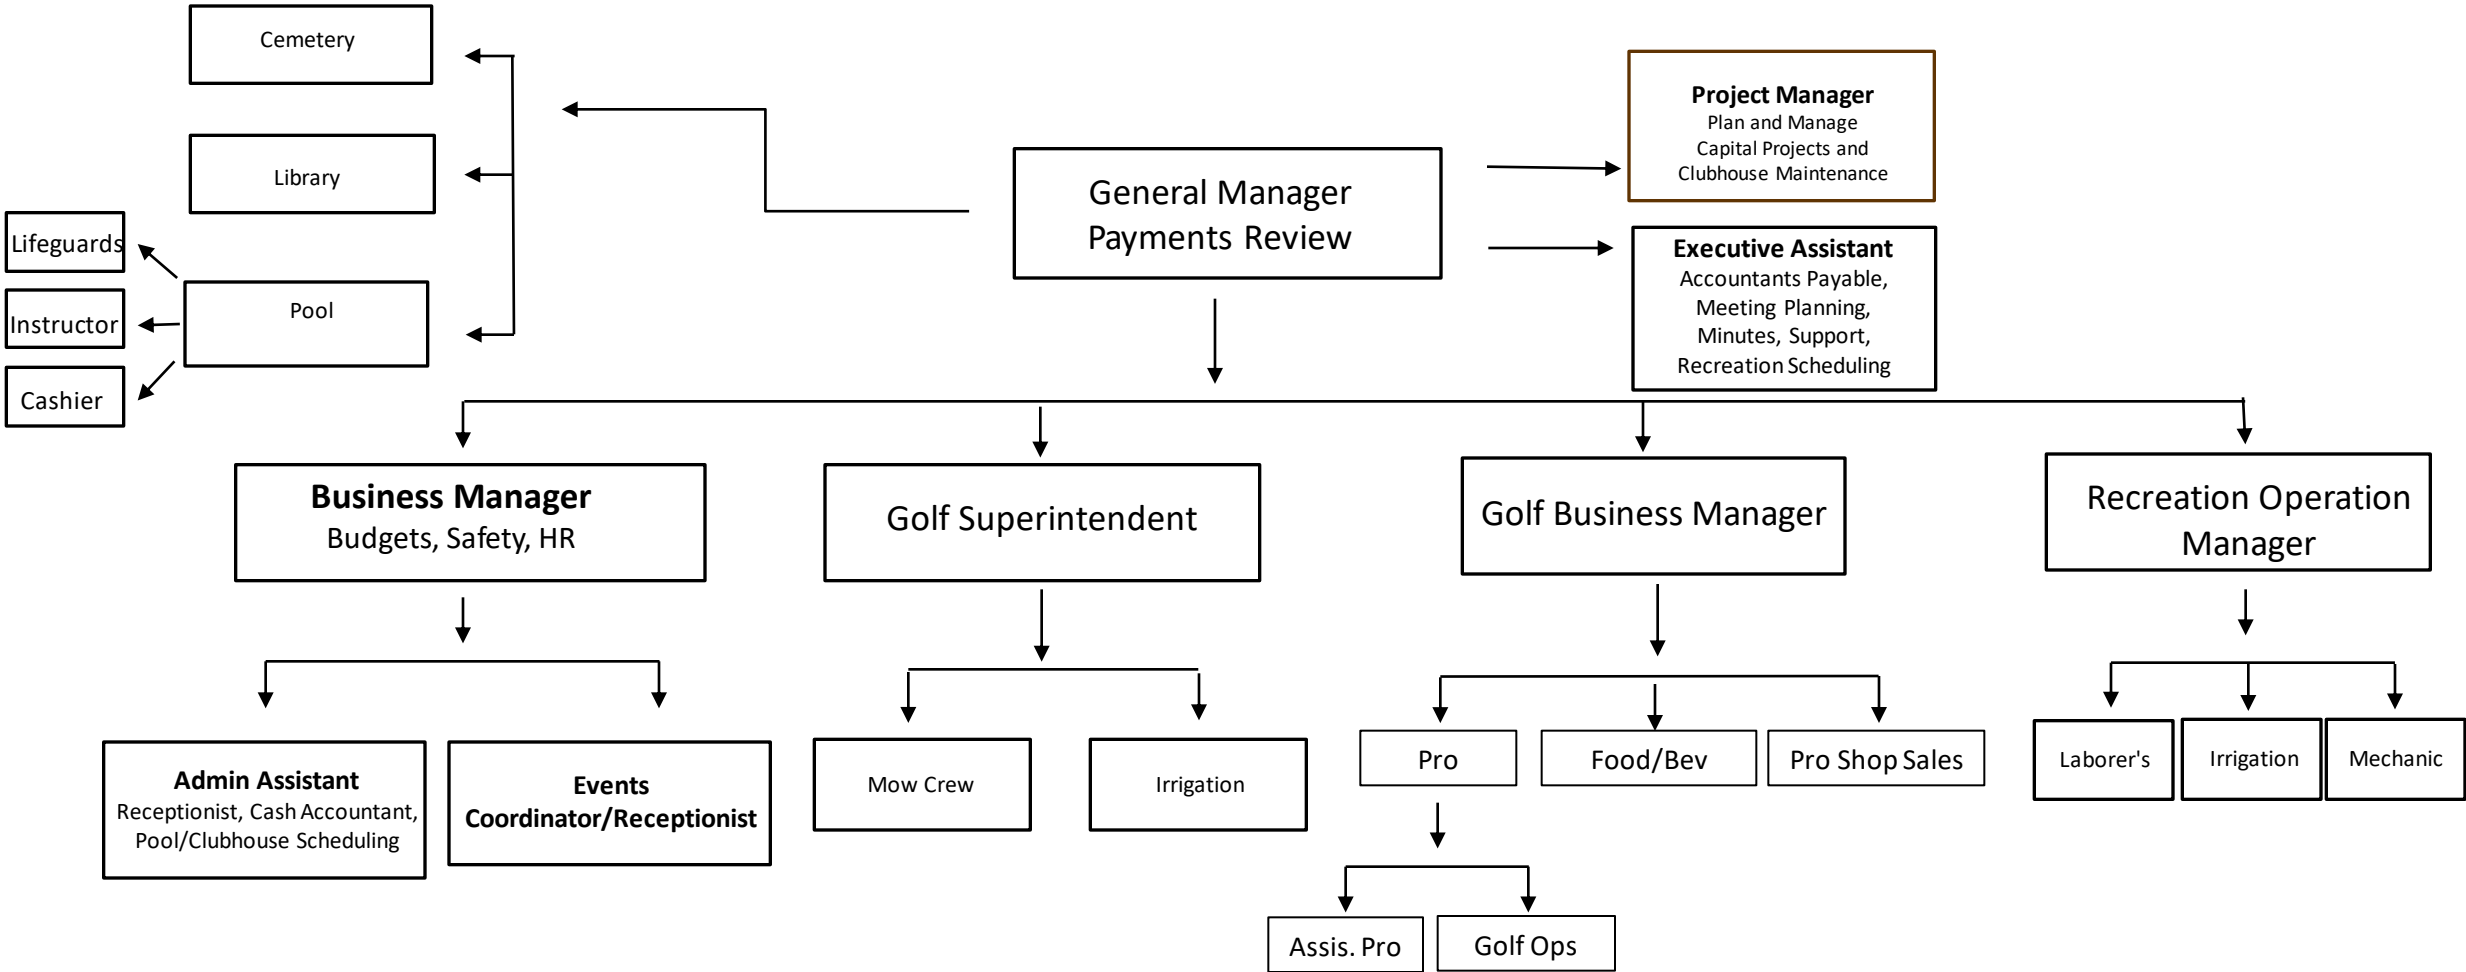 Cemetery
Library
Lifeguards
Instructor
Cashier
Pool
General Manager
Payments Review
Project Manager
Plan and Manage
Capital Projects and
Clubhouse Maintenance
Executive Assistant
Accountants Payable,
Meeting Planning,
Minutes, Support,
Recreation Scheduling
Business Manager
Budgets, Safety, HR
Golf Superintendent
Golf Business Manager
Recreation Operation
Manager
Admin Assistant
Receptionist, Cash Accountant,
Pool/Clubhouse Scheduling
Events
Coordinator/Receptionist
Mow Crew
Irrigation
Pro
Food/Bev
Pro Shop Sales
Laborer's
Irrigation
Mechanic
Assis. Pro
Golf Ops